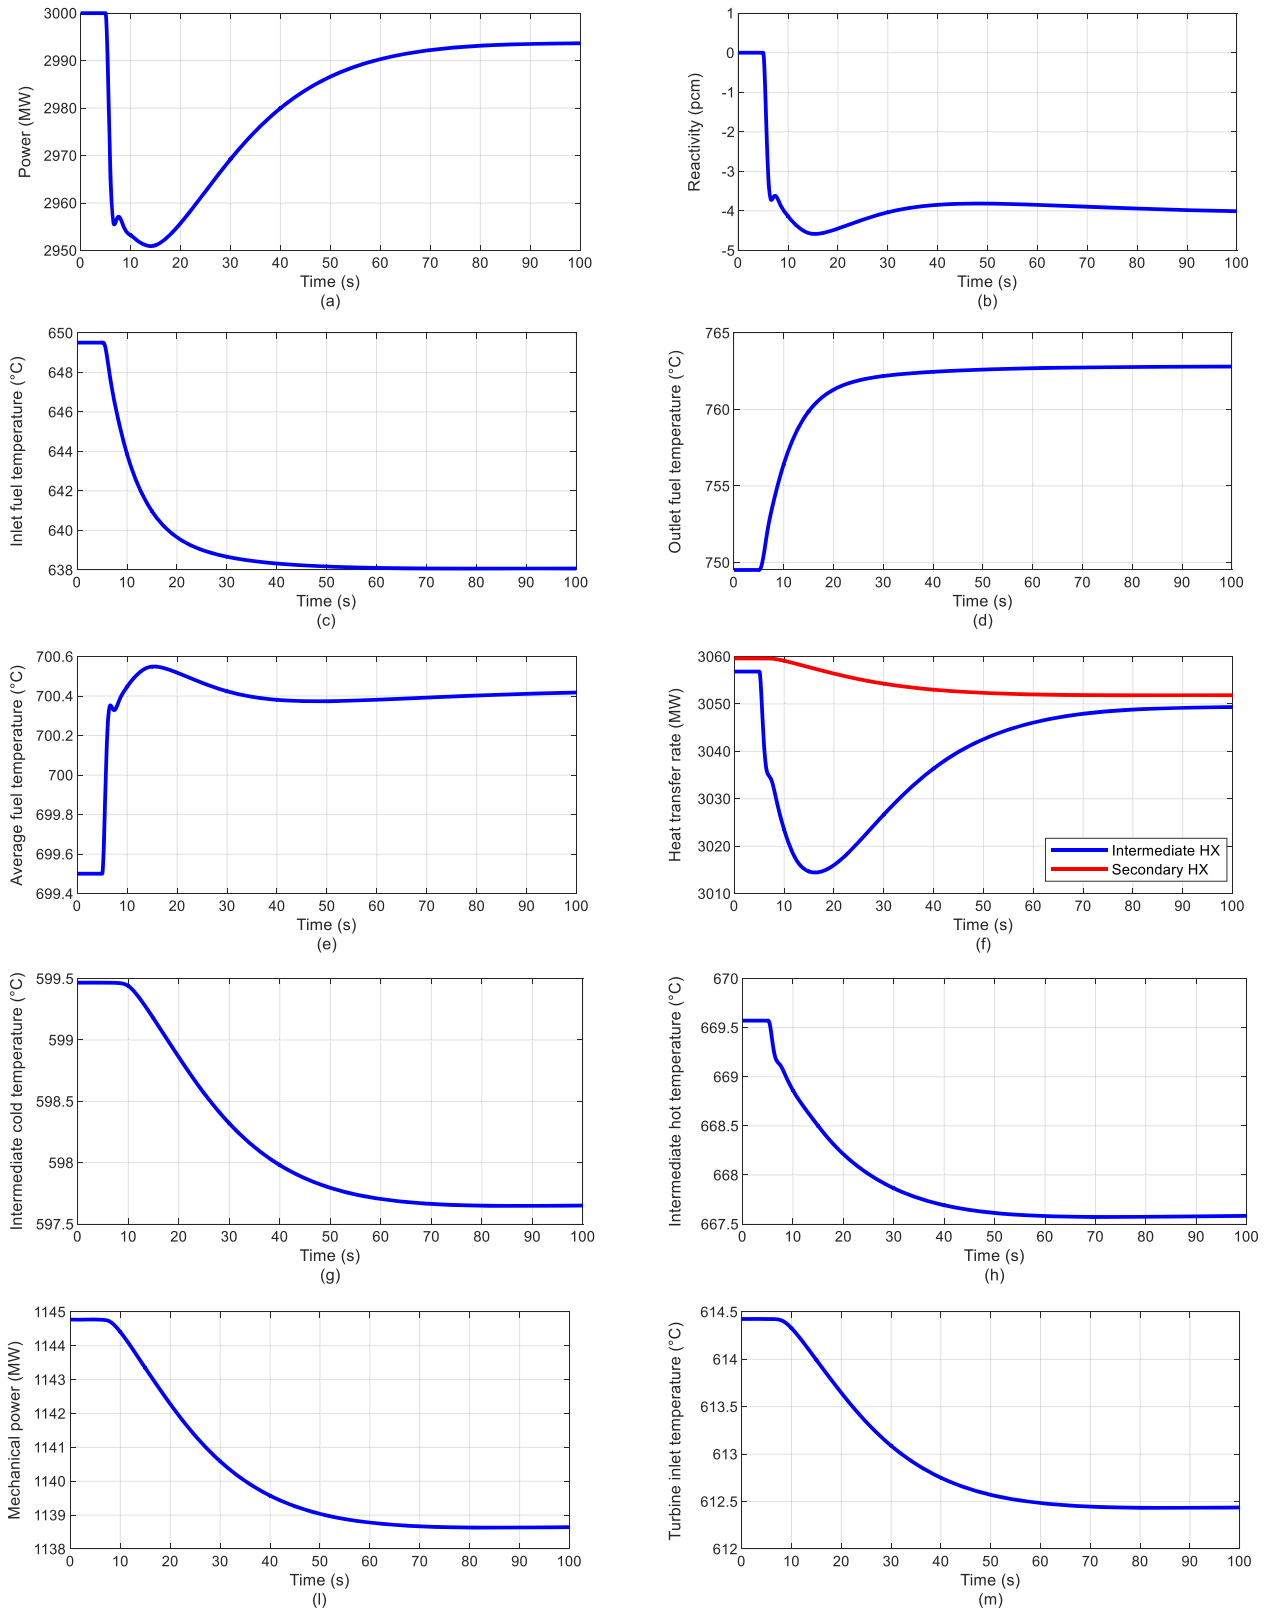 Power (MW)
3000
2990
2980
2970
2960
2950
0 10 20 30 40 50 60 70 80 90 100
Time (s)
(a)
Reactivity (pcm)
1
0
-1
-2
-3
-4
-5
0 10 20 30 40 50 60 70 80 90 100
Time (s)
(b)
Inlet fuel temperature (°C)
650
648
646
644
642
640
638
0 10 20 30 40 50 60 70 80 90 100
Time (s)
(c)
Outlet fuel temperature (°C)
765
760
755
750
0 10 20 30 40 50 60 70 80 90 100
Time (s)
(d)
Average fuel temperature (°C)
700.6
700.4
700.2
700
699.8
699.6
699.4
0 10 20 30 40 50 60 70 80 90 100
Time (s)
(e)
Heat transfer rate (MW)
3060
3050
3040
3030
3020
3010
Intermediate HX
Secondary HX
0 10 20 30 40 50 60 70 80 90 100
Time (s)
(f)
Intermediate cold temperature (°C)
599.5
599
598.5
598
597.5
0 10 20 30 40 50 60 70 80 90 100
Time (s)
(g)
Intermediate hot temperature (°C)
670
669.5
669
668.5
668
667.5
0 10 20 30 40 50 60 70 80 90 100
Time (s)
(h)
Mechanical power (MW)
1145
1144
1143
1142
1141
1140
1139
1138
0 10 20 30 40 50 60 70 80 90 100
Time (s)
(l)
Turbine inlet temperature (°C)
614.5
614
613.5
613
612.5
612
0 10 20 30 40 50 60 70 80 90 100
Time (s)
(m)